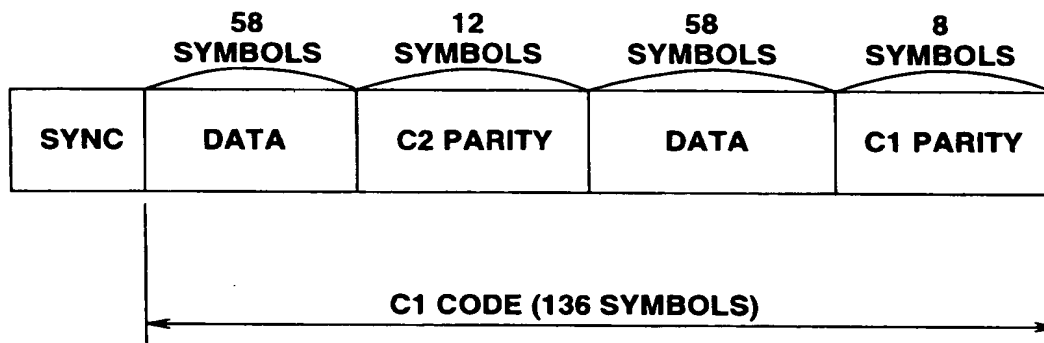 58
SYMBOLS
12
SYMBOLS
58
SYMBOLS
8
SYMBOLS
SYNC
DATA
C2 PARITY
DATA
C1 PARITY
C1 CODE (136 SYMBOLS)